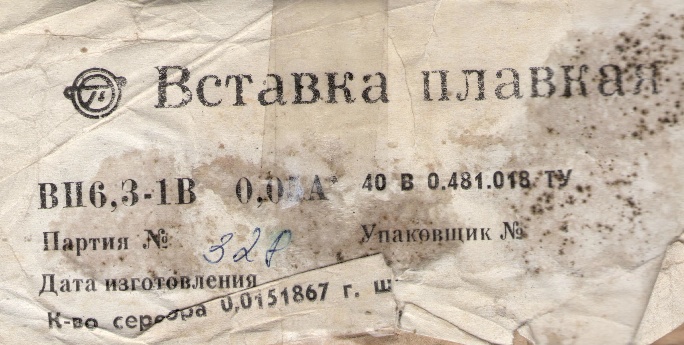 Вставка плавкая
ВП6,3-1В 40 В 0.481.018 ТУ
Партия № Упаковщик №
Дата изготовления
К-во серебра 0,0151867 г. ш